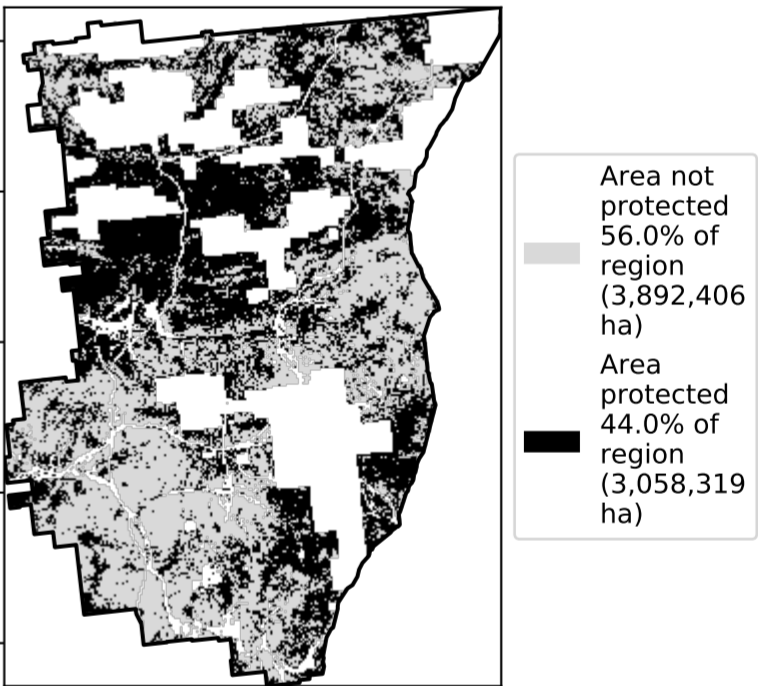 Area not
protected
56.0% of
region
(3,892,406
ha)
Area
protected
44.0% of
region
(3,058,319
ha)